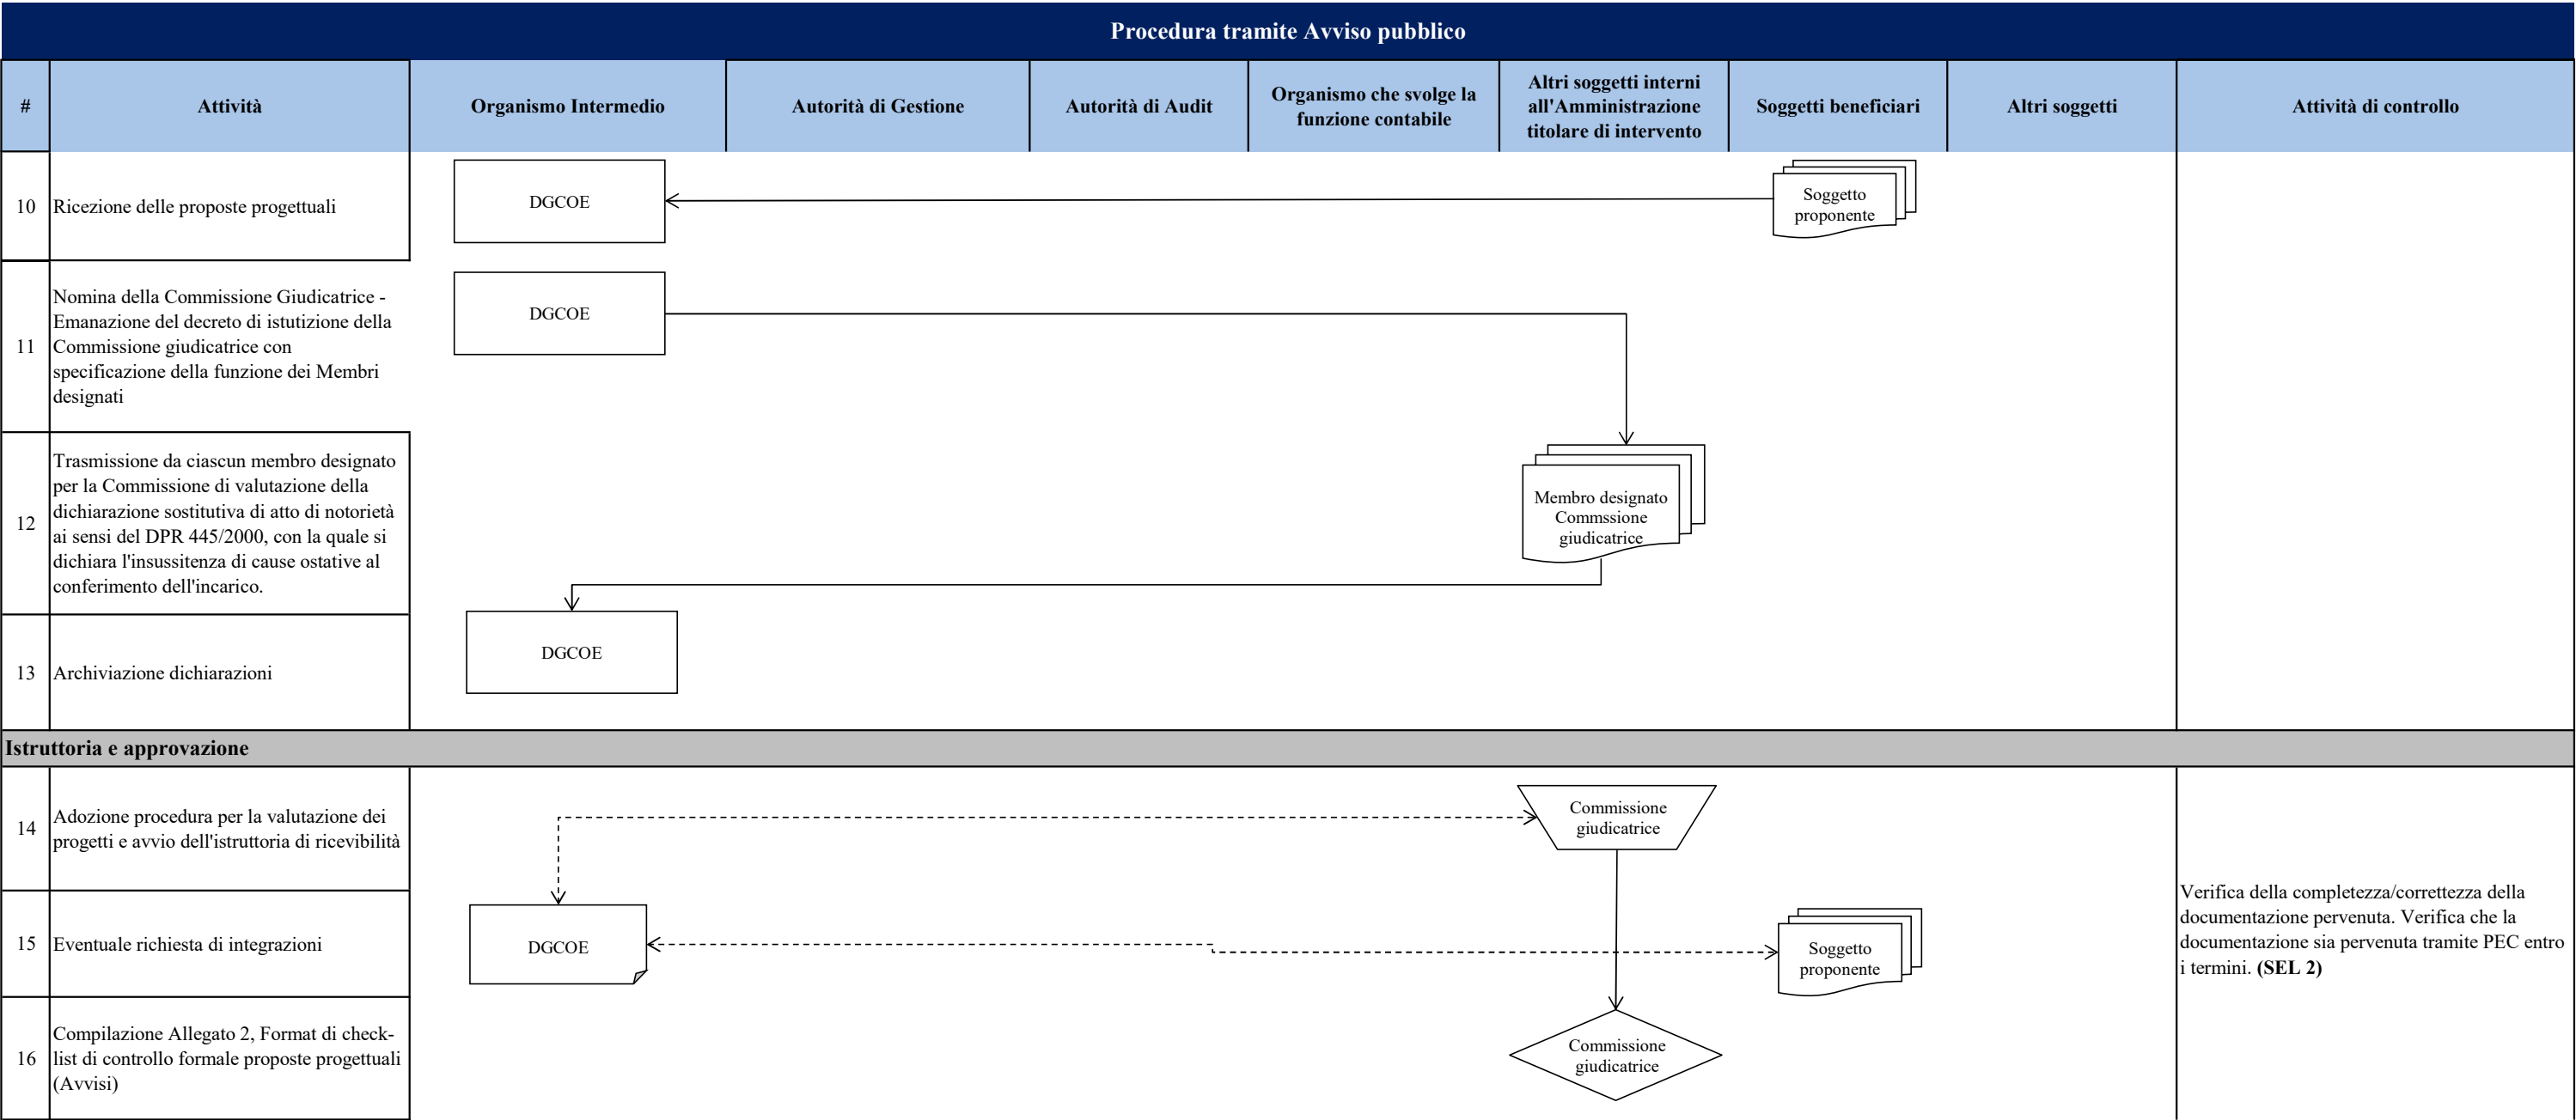 Procedura tramite Avviso pubblico
#
Attività
Organismo Intermedio
Autorità di Gestione
Autorità di Audit
Organismo che svolge la
funzione contabile
Altri soggetti interni
all'Amministrazione
titolare di intervento
Soggetti beneficiari
Altri soggetti
Attività di controllo
10
Ricezione delle proposte progettuali
DGCOE
Soggetto
proponente
11
Nomina della Commissione Giudicatrice -
Emanazione del decreto di istutizione della
Commissione giudicatrice con
specificazione della funzione dei Membri
designati
DGCOE
12
Trasmissione da ciascun membro designato
per la Commissione di valutazione della
dichiarazione sostitutiva di atto di notorietà
ai sensi del DPR 445/2000, con la quale si
dichiara l'insussitenza di cause ostative al
conferimento dell'incarico.
Membro designato
Commssione
giudicatrice
13
Archiviazione dichiarazioni
DGCOE
Istruttoria e approvazione
14
Adozione procedura per la valutazione dei
progetti e avvio dell'istruttoria di ricevibilità
Commissione
giudicatrice
15
Eventuale richiesta di integrazioni
DGCOE
Soggetto
proponente
Verifica della completezza/correttezza della
documentazione pervenuta. Verifica che la
documentazione sia pervenuta tramite PEC entro
i termini. (SEL 2)
16
Compilazione Allegato 2, Format di check-
list di controllo formale proposte progettuali
(Avvisi)
Commissione
giudicatrice